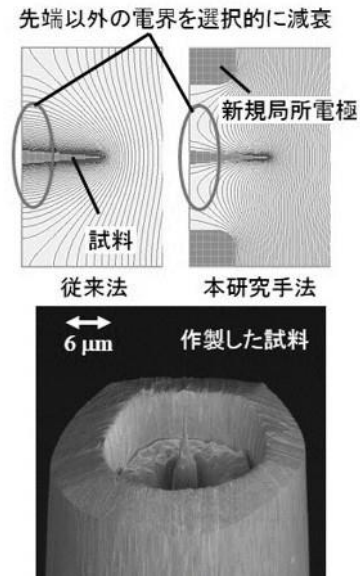 先端以外の電界を選択的に減衰
新規局所電極
試料
従来法
本研究手法
6 μm
作製した試料